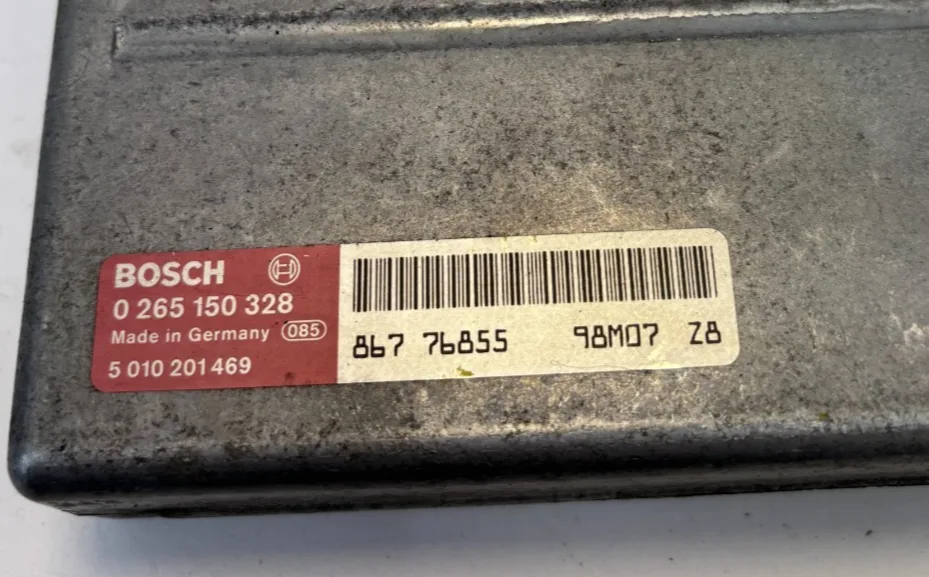 BOSCH
0 265 150 328
Made in Germany 085
5 010 201 469
867 76855 98M07 Z8